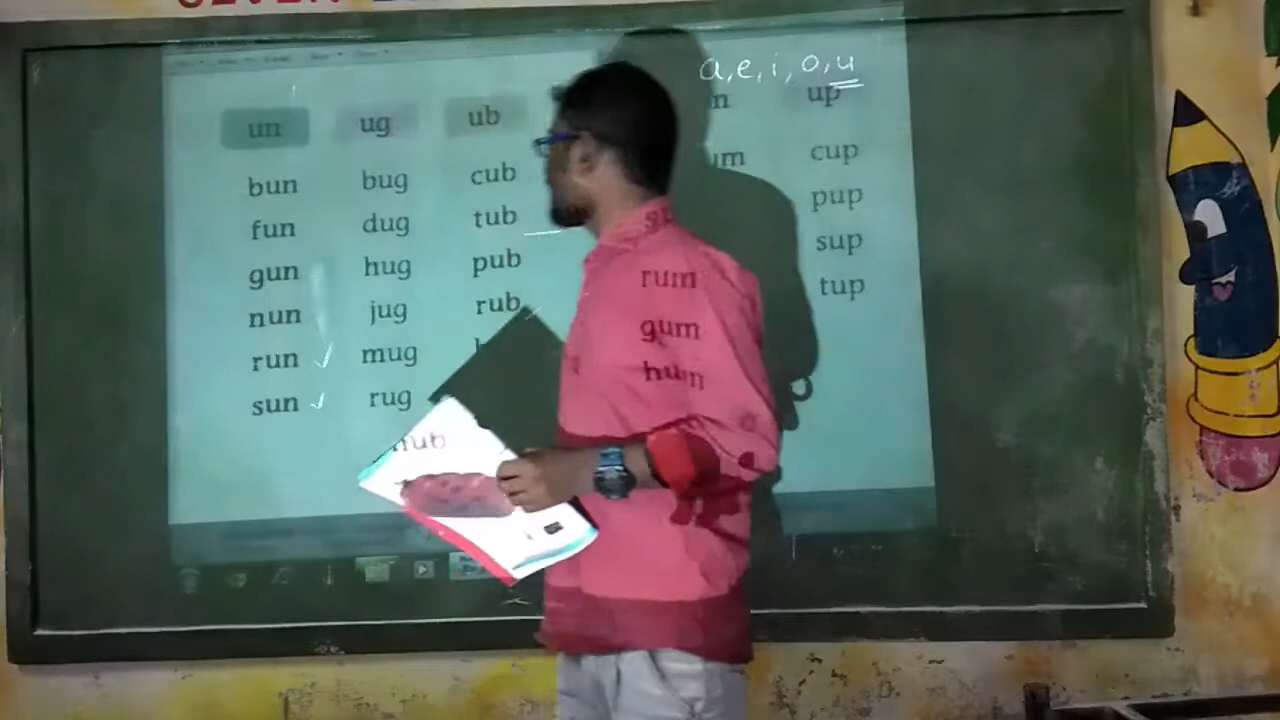 a, e, i, o, u
un ug ub up
bun bug cub cup
fun dug tub pup
gun hug pub rum sup
nun jug rub gum tup
run mug hum
sun rug
nub